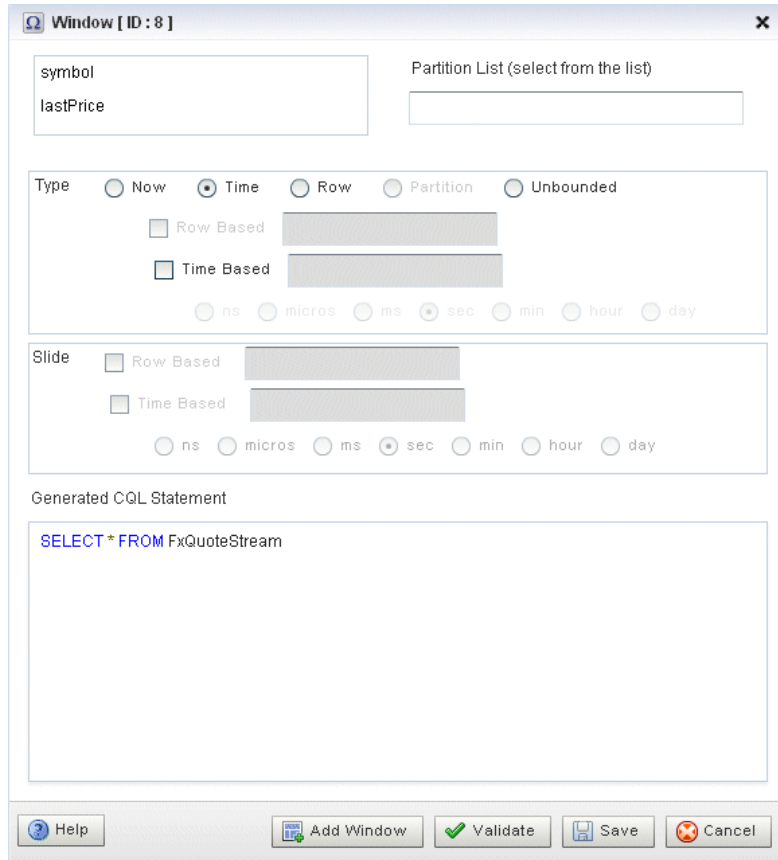 Window [ ID : 8 ]
symbol
lastPrice
Partition List (select from the list)
Type Now Time Row Partition Unbounded
Row Based
Time Based
ns micros ms sec min hour day
Slide Row Based
Time Based
ns micros ms sec min hour day
Generated CQL Statement
SELECT * FROM FxQuoteStream
Help Add Window Validate Save Cancel